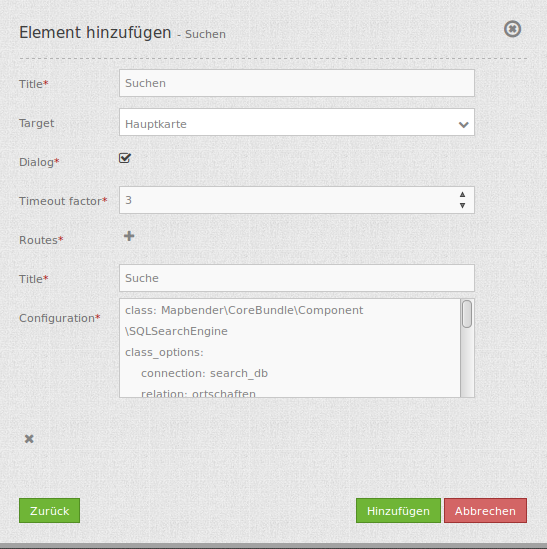 Element hinzufügen - Suchen
Title* Suchen
Target Hauptkarte
Dialog*
Timeout factor* 3
Routes*
Title* Suche
Configuration* class: Mapbender\CoreBundle\Component
\SQLSearchEngine
class_options:
connection: search_db
relation: ortschaften
Zurück Hinzufügen Abbrechen